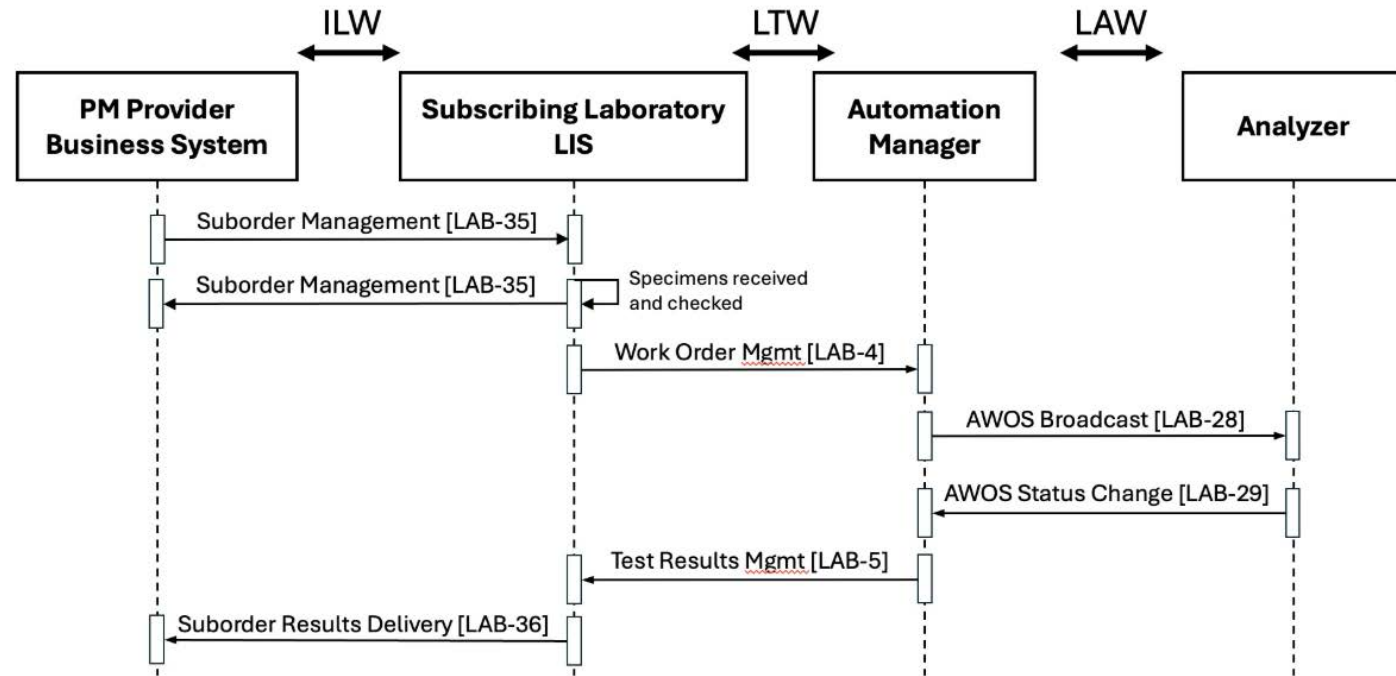 ILW
LTW
LAW
PM Provider
Business System
Subscribing Laboratory
LIS
Automation
Manager
Analyzer
Suborder Management [LAB-35]
Suborder Management [LAB-35]
Specimens received
and checked
Work Order Mgmt [LAB-4]
AWOS Broadcast [LAB-28]
AWOS Status Change [LAB-29]
Test Results Mgmt [LAB-5]
Suborder Results Delivery [LAB-36]